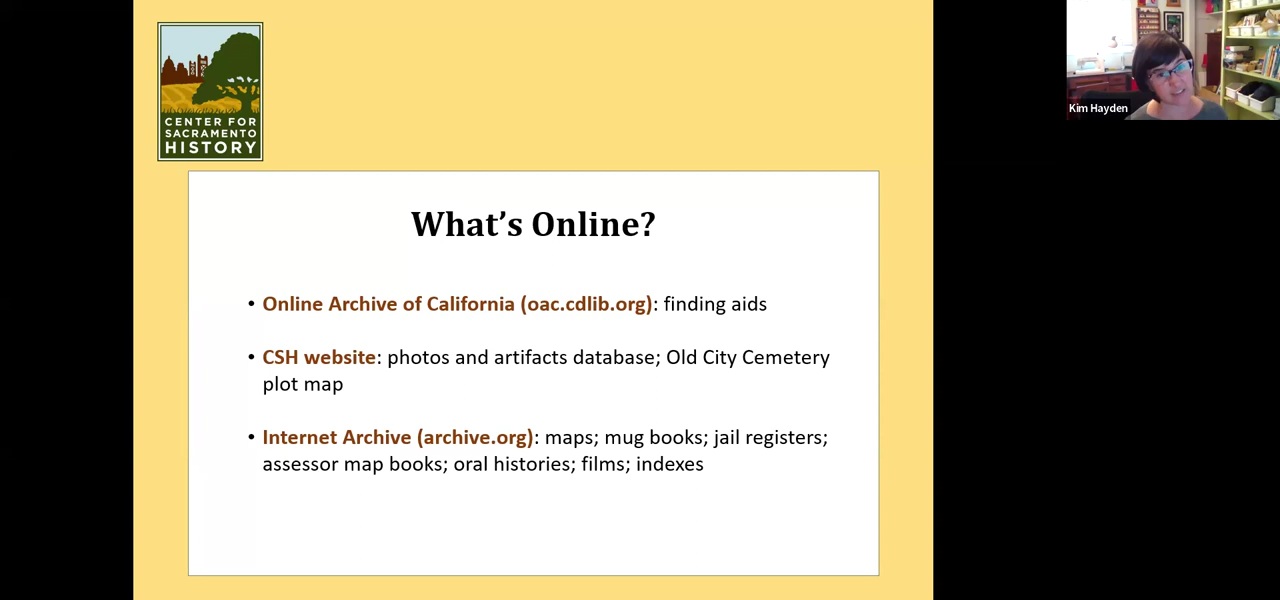 CENTER FOR
SACRAMENTO
HISTORY
Kim Hayden
What's Online?
• Online Archive of California (oac.cdlib.org): finding aids
• CSH website: photos and artifacts database; Old City Cemetery
plot map
• Internet Archive (archive.org): maps; mug books; jail registers;
assessor map books; oral histories; films; indexes